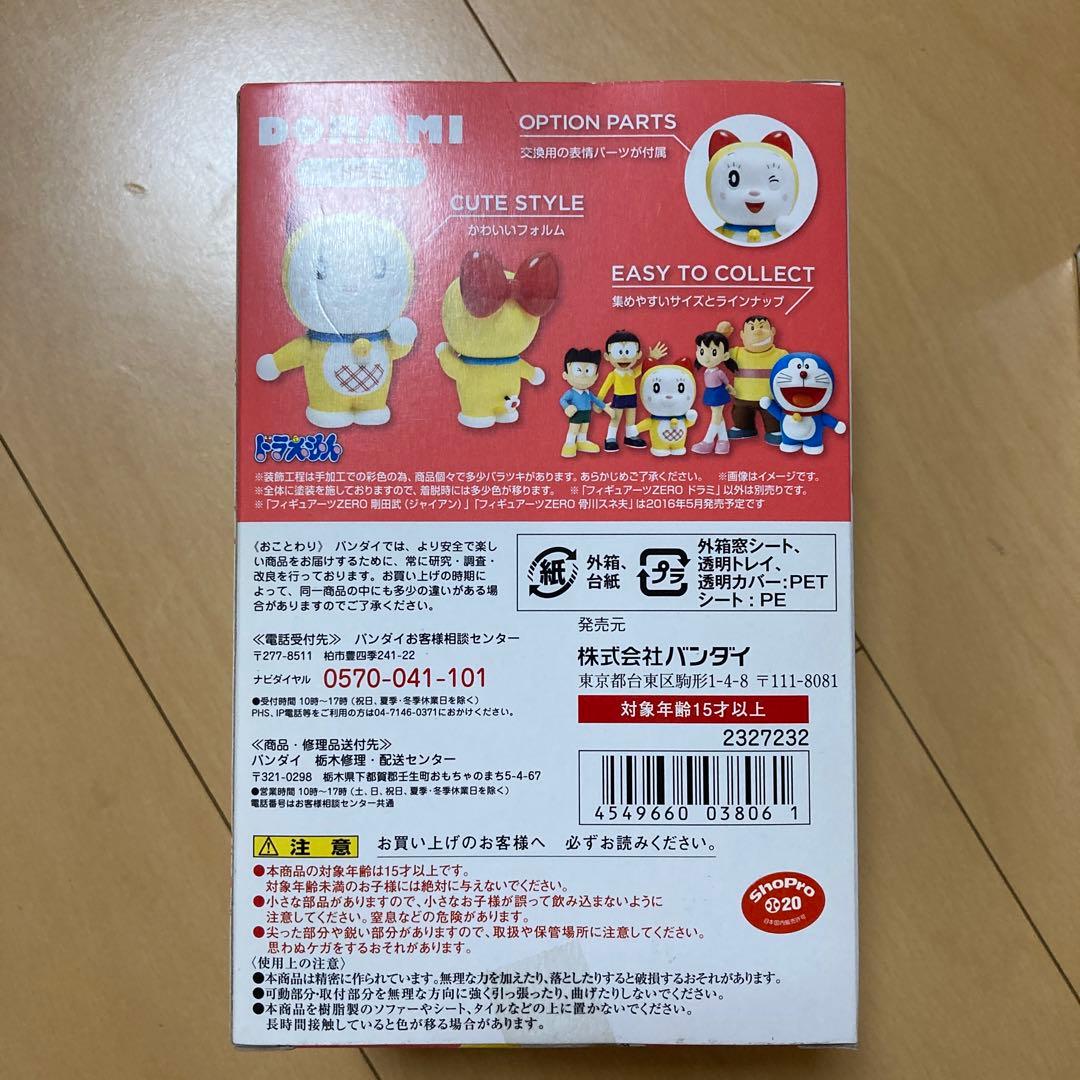 DORAMI
ドラミ
OPTION PARTS
交換用の表情パーツが付属
CUTE STYLE
かわいいフォルム
EASY TO COLLECT
集めやすいサイズとラインナップ
ドラえもん
※装飾工程は手加工での彩色の為、商品個々で多少バラツキがあります。あらかじめご了承ください。 ※画像はイメージです。
※全体に塗装を施しておりますので、着脱時には多少色が移ります。 ※「フィギュアーツZERO ドラミ」以外は別売りです。
※「フィギュアーツZERO 剛田武（ジャイアン）」「フィギュアーツZERO 骨川スネ夫」は2016年5月発売予定です
《おことわり》 バンダイでは、より安全で楽し
い商品をお届けするために、常に研究・調査・
改良を行っております。お買い上げの時期に
よって、同一商品の中にも多少の違いがある場
合がありますのでご了承ください。
紙
外箱、
台紙
プラ
外箱窓シート、
透明トレイ、
透明カバー:PET
シート:PE
≪電話受付先≫ バンダイお客様相談センター
〒277-8511 柏市豊四季241-22
ナビダイヤル 0570-041-101
●受付時間 10時〜17時（祝日、夏季・冬季休業日を除く）
PHS、IP電話等をご利用の方は04-7146-0371におかけください。
発売元
株式会社バンダイ
東京都台東区駒形1-4-8 〒111-8081
対象年齢15才以上
2327232
4549660 03806 1
≪商品・修理品送付先≫
バンダイ 栃木修理・配送センター
〒321-0298 栃木県下都賀郡壬生町おもちゃのまち5-4-67
●営業時間 10時〜17時（土、日、祝日、夏季・冬季休業日を除く）
電話番号はお客様相談センター共通
注意 お買い上げのお客様へ 必ずお読みください。
●本商品の対象年齢は15才以上です。
対象年齢未満のお子様には絶対に与えないでください。
●小さな部品がありますので、小さなお子様が誤って飲み込まないように
注意してください。窒息などの危険があります。
●尖った部分や鋭い部分がありますので、取扱や保管場所に注意してください。
思わぬケガをするおそれがあります。
〈使用上の注意〉
●本商品は精密に作られています。無理な力を加えたり、落としたりすると破損するおそれがあります。
●可動部分・取付部分を無理な方向に強く引っ張ったり、曲げたりしないでください。
●本商品を樹脂製のソファーやシート、タイルなどの上に置かないでください。
長時間接触していると色が移る場合があります。
ShoPro
20
日本国内販売許可